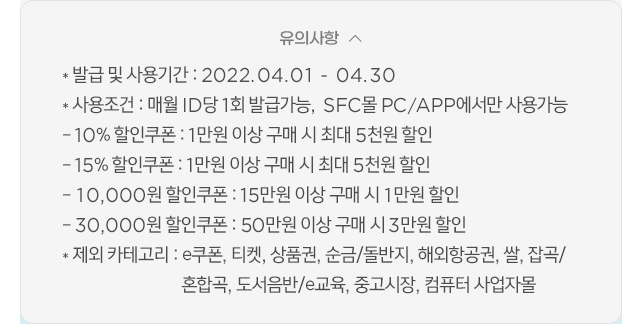 유의사항
* 발급 및 사용기간 : 2022.04.01 - 04.30
* 사용조건 : 매월 ID당 1회 발급가능, SFC몰 PC/APP에서만 사용가능
- 10% 할인쿠폰 : 1만원 이상 구매 시 최대 5천원 할인
- 15% 할인쿠폰 : 1만원 이상 구매 시 최대 5천원 할인
- 10,000원 할인쿠폰 : 15만원 이상 구매 시 1만원 할인
- 30,000원 할인쿠폰 : 50만원 이상 구매 시 3만원 할인
* 제외 카테고리 : e쿠폰, 티켓, 상품권, 순금/돌반지, 해외항공권, 쌀, 잡곡/
혼합곡, 도서음반/e교육, 중고시장, 컴퓨터 사업자몰